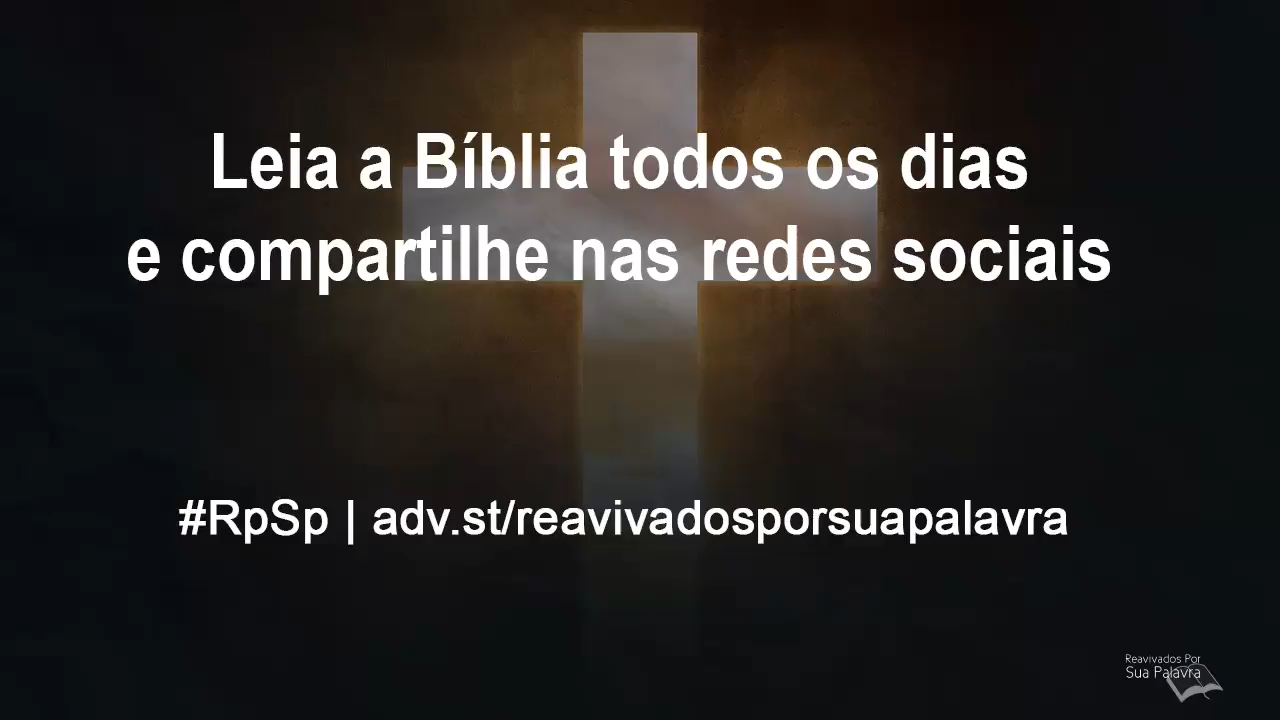 Leia a Bíblia todos os dias
e compartilhe nas redes sociais
#RpSp | adv.st/reavivadosporsuapalavra
Reavivados Por
Sua Palavra